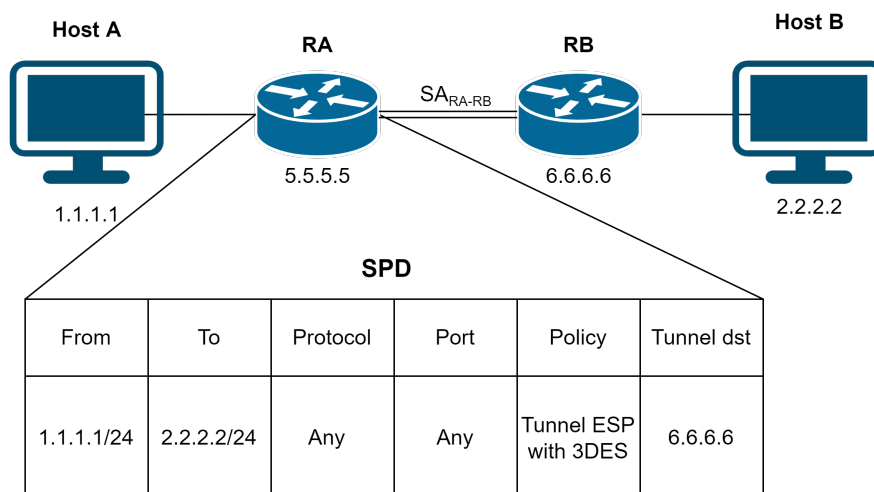 Host A
RA
RB
Host B
SA RA-RB
1.1.1.1
5.5.5.5
6.6.6.6
2.2.2.2
SPD
From
To
Protocol
Port
Policy
Tunnel dst
1.1.1.1/24
2.2.2.2/24
Any
Any
Tunnel ESP
with 3DES
6.6.6.6